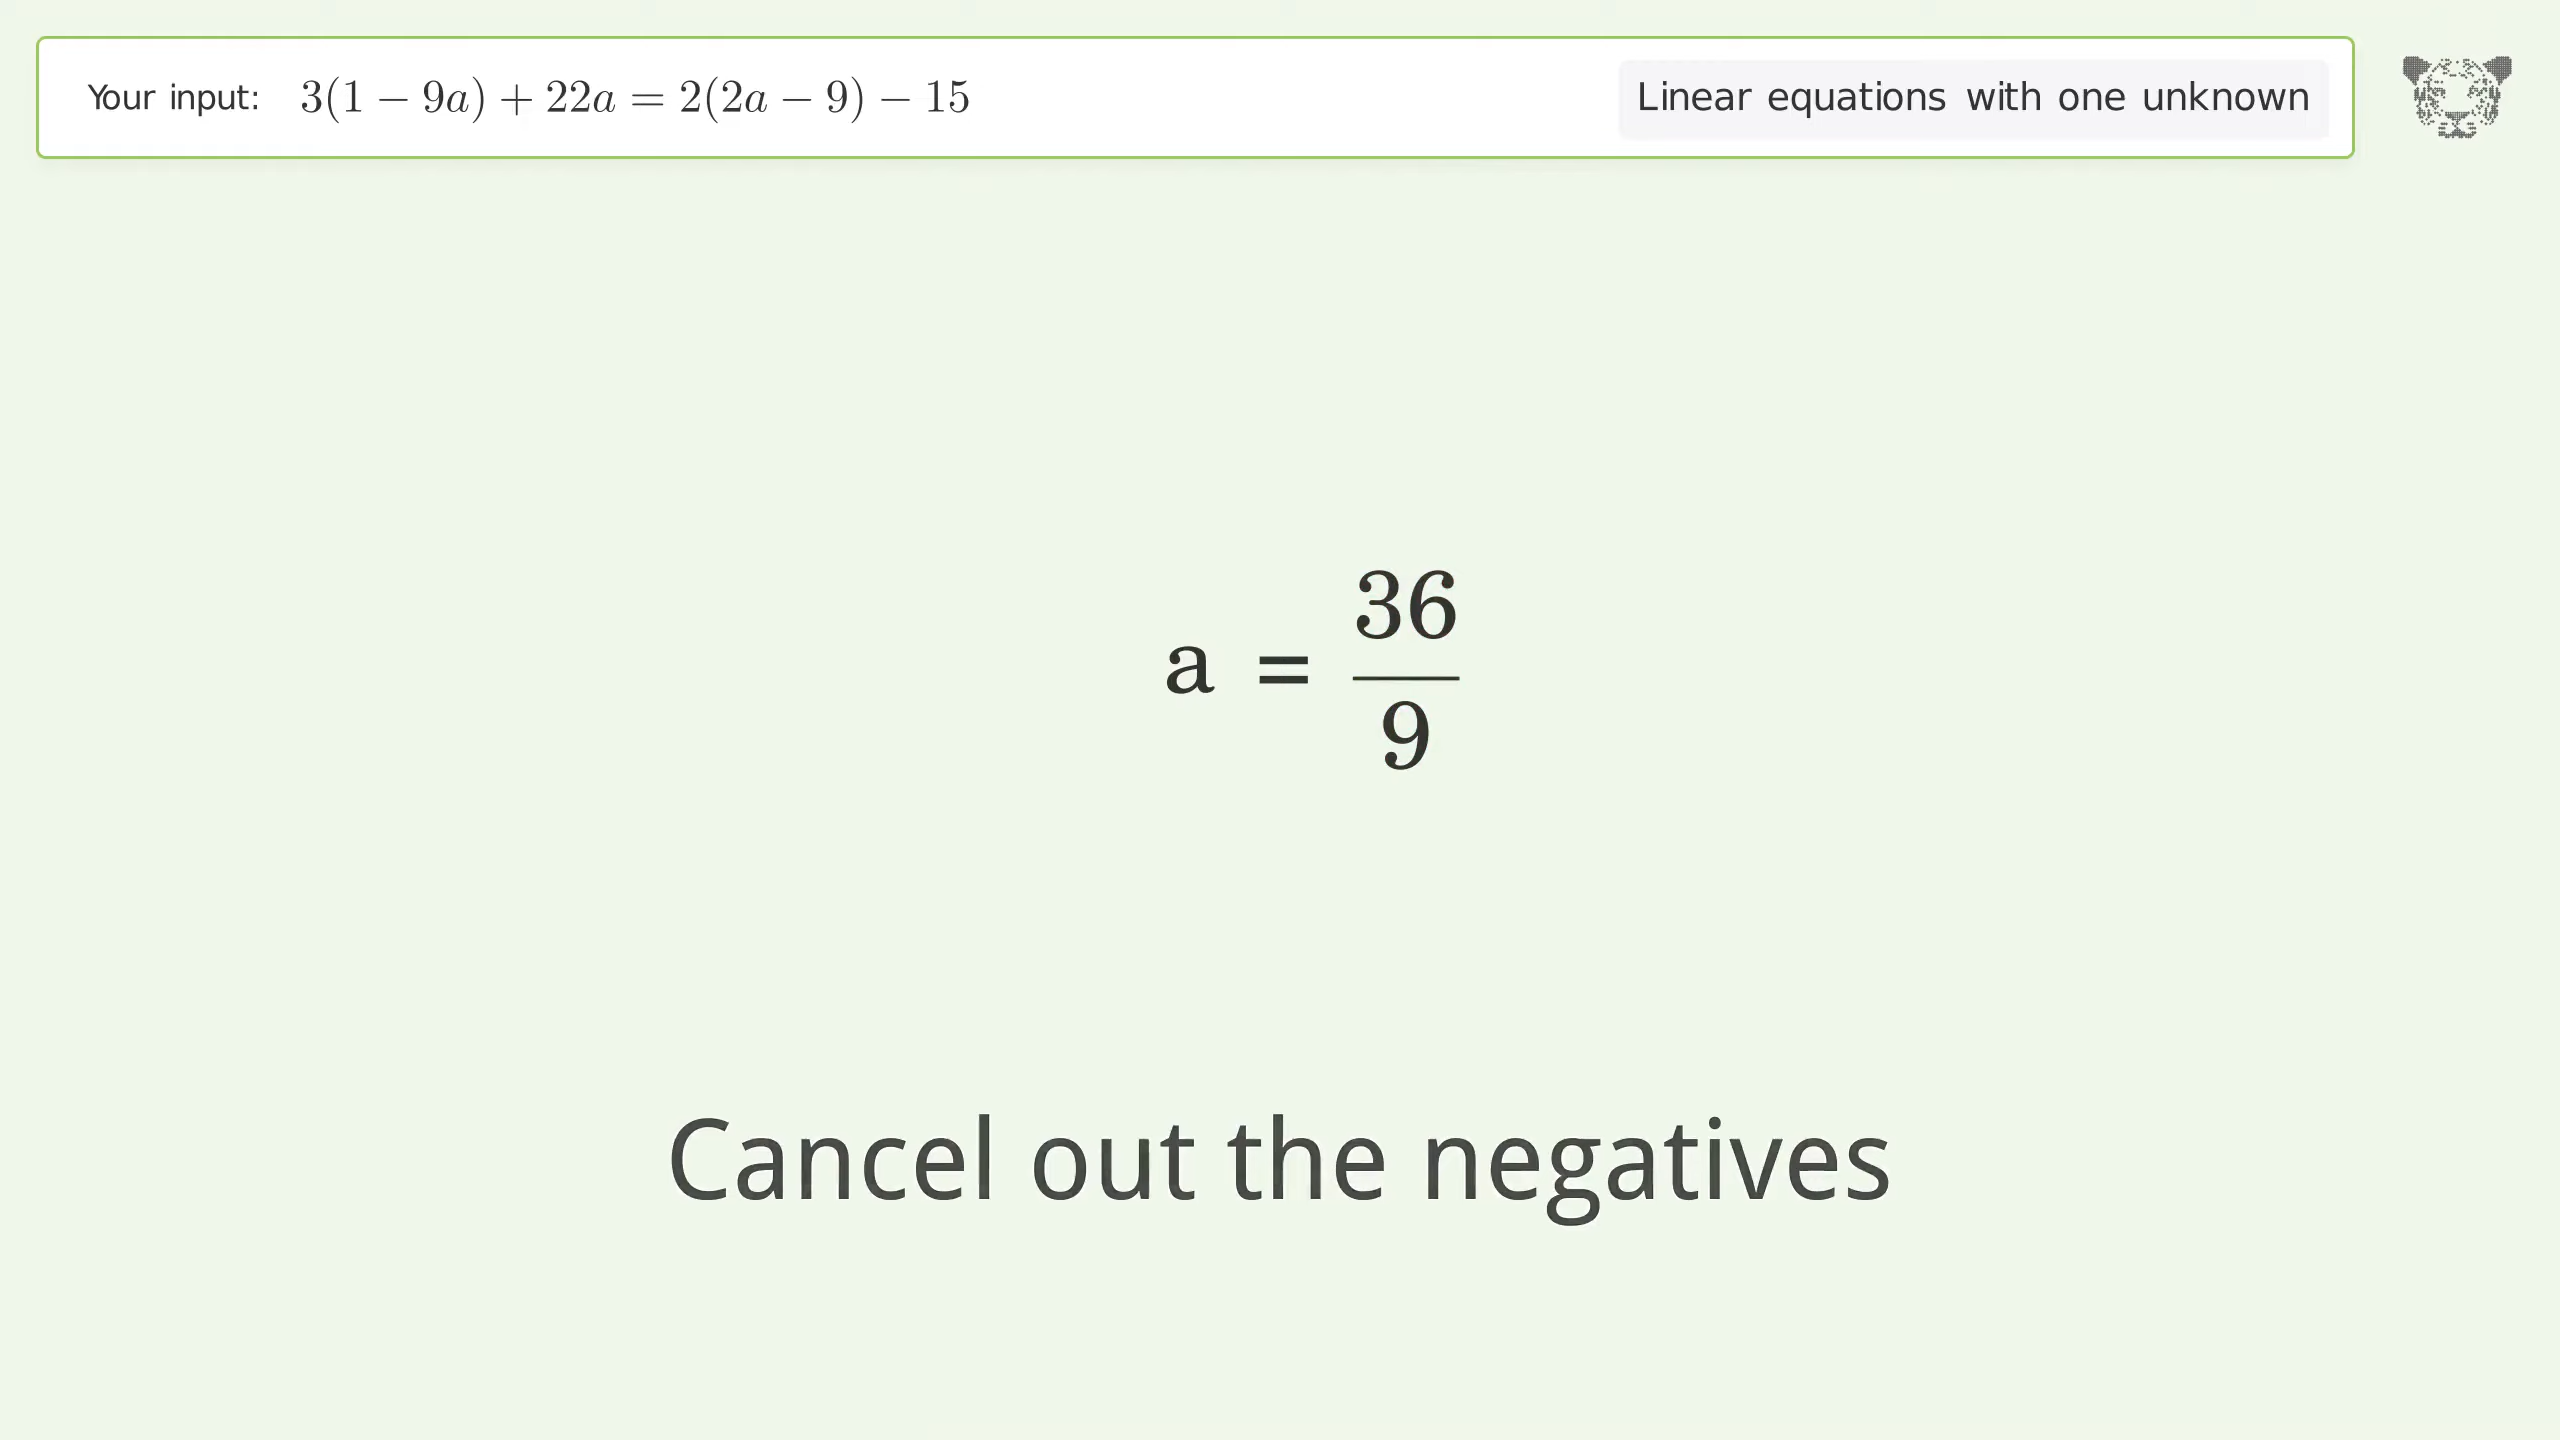 Your input: 3(1 − 9a) + 22a = 2(2a − 9) − 15
Linear equations with one unknown
a = 36/9
Cancel out the negatives